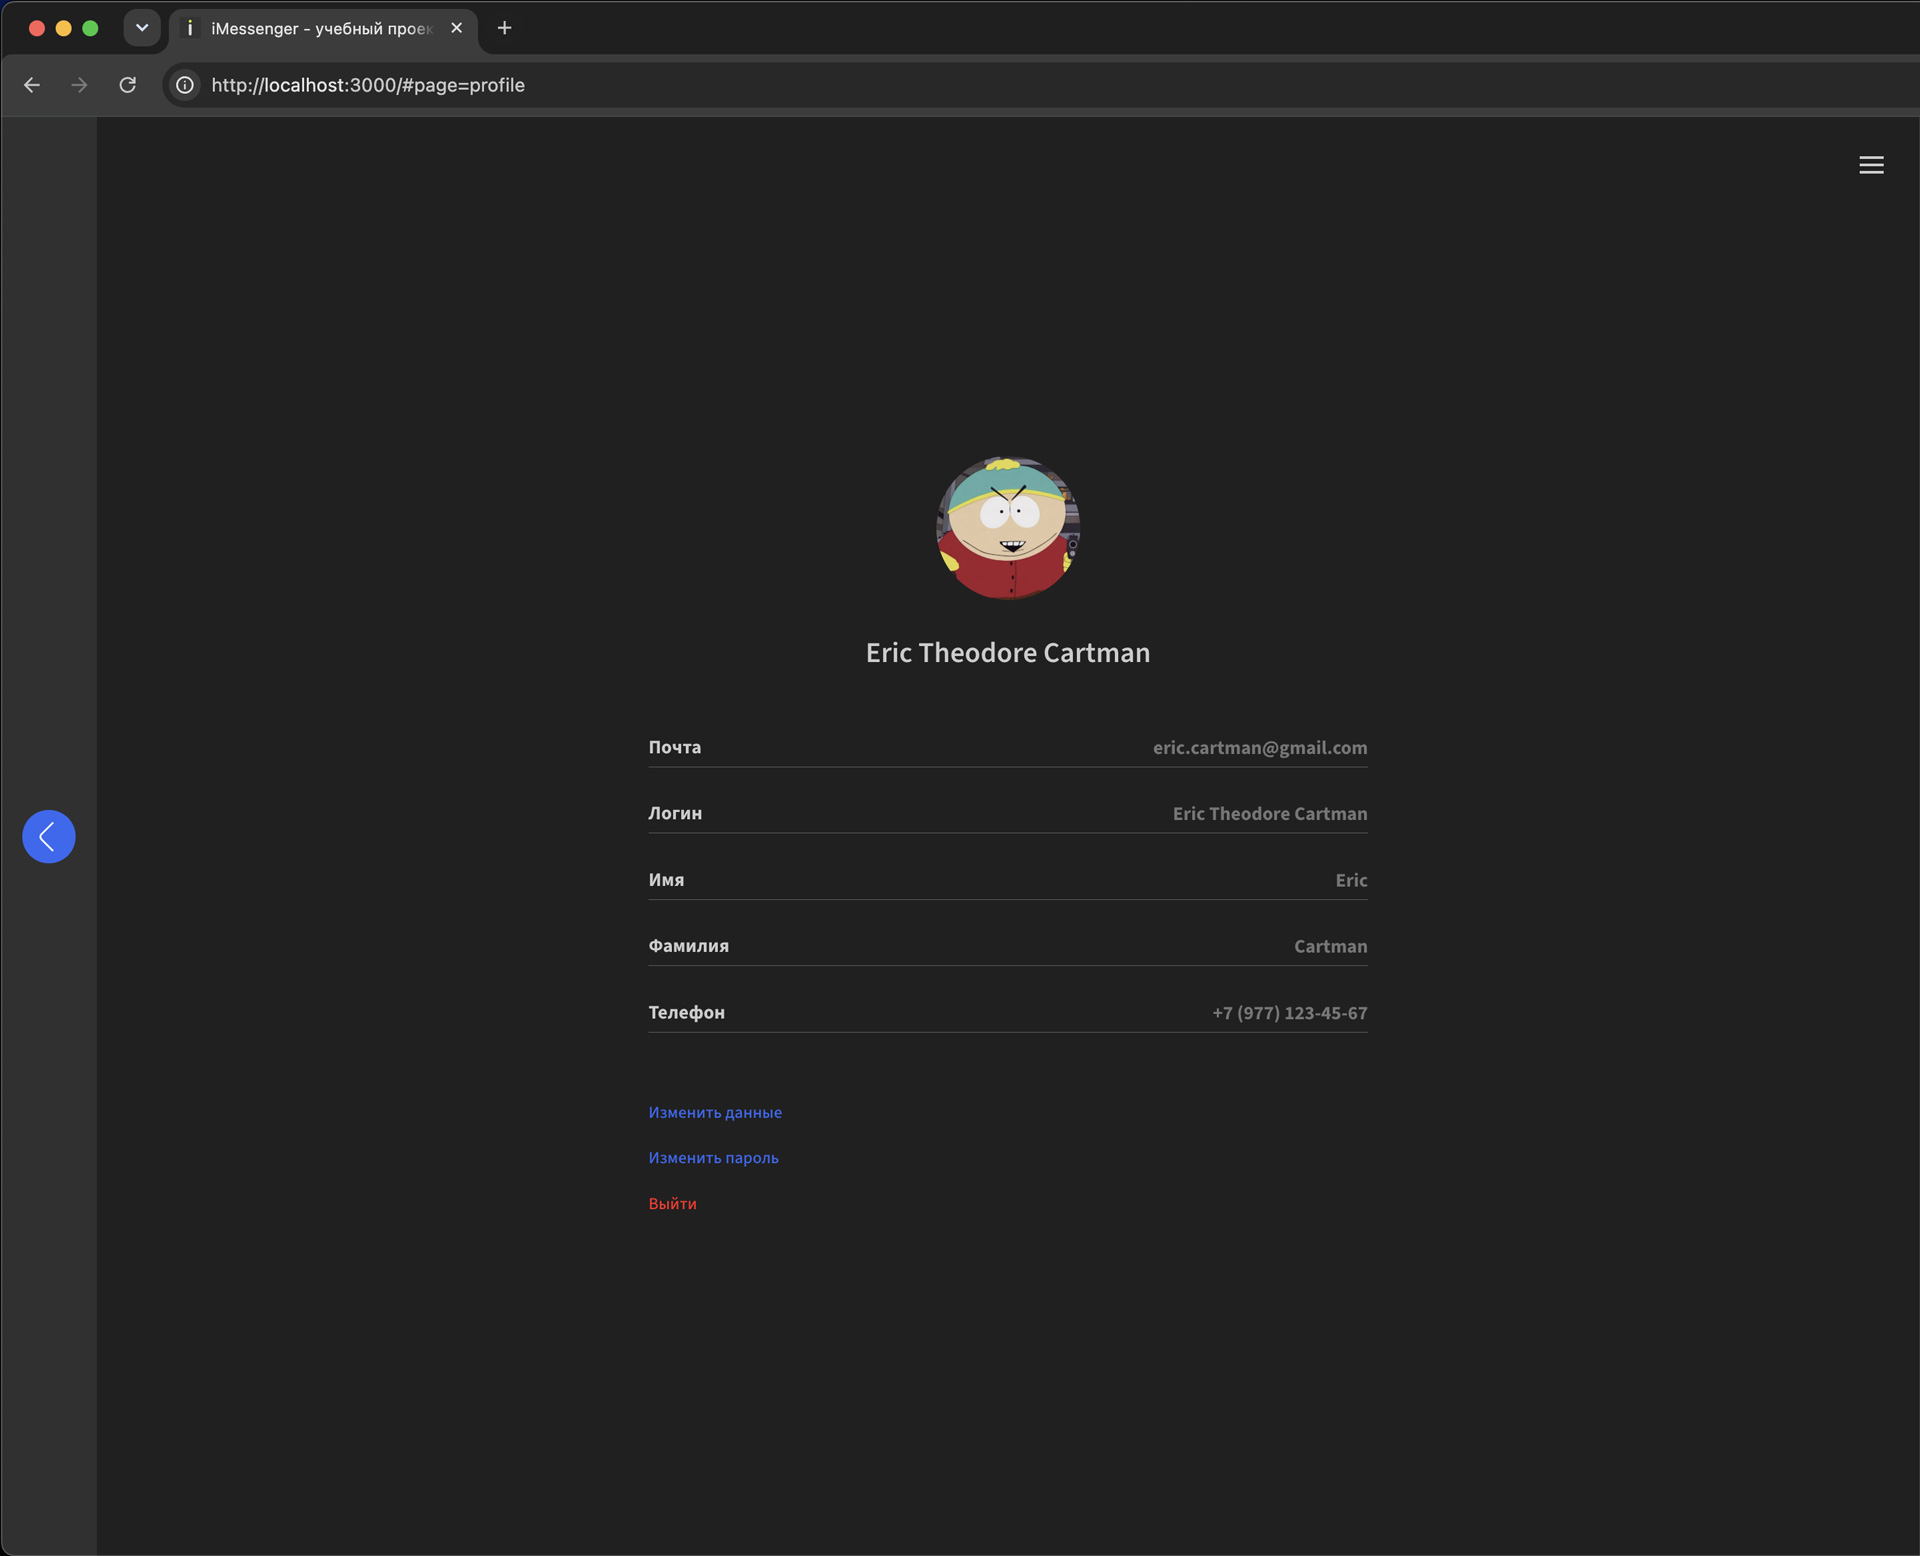 iMessenger - учебный проек
http://localhost:3000/#page=profile
Eric Theodore Cartman
Почта eric.cartman@gmail.com
Логин Eric Theodore Cartman
Имя Eric
Фамилия Cartman
Телефон +7 (977) 123-45-67
Изменить данные
Изменить пароль
Выйти